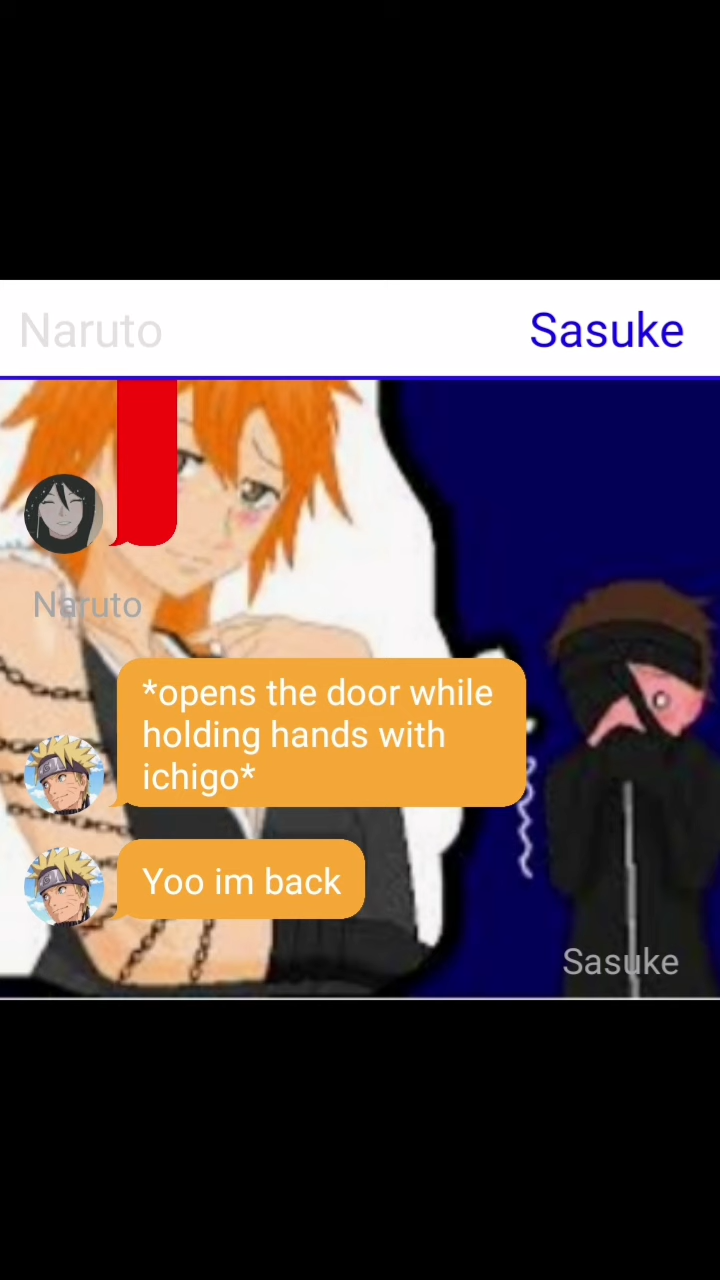 Naruto Sasuke
Naruto
*opens the door while
holding hands with
ichigo*
Yoo im back
Sasuke